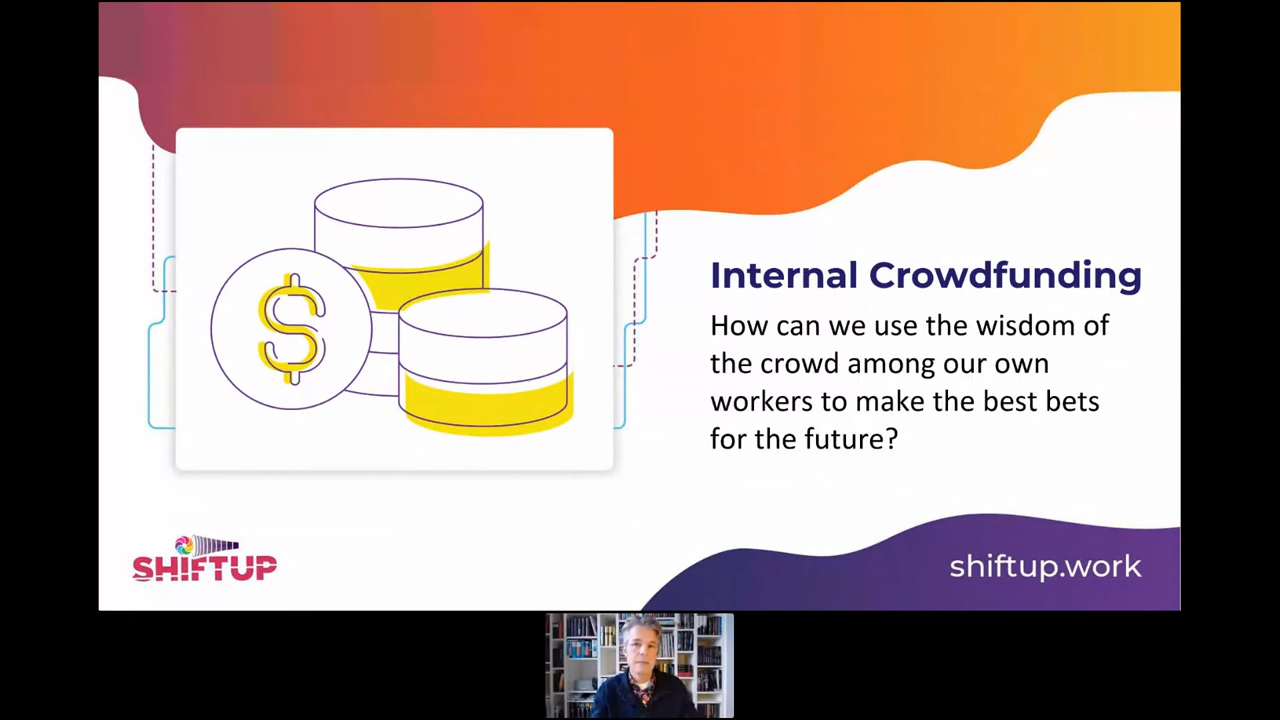 $
Internal Crowdfunding
How can we use the wisdom of
the crowd among our own
workers to make the best bets
for the future?
SHIFTUP
shiftup.work